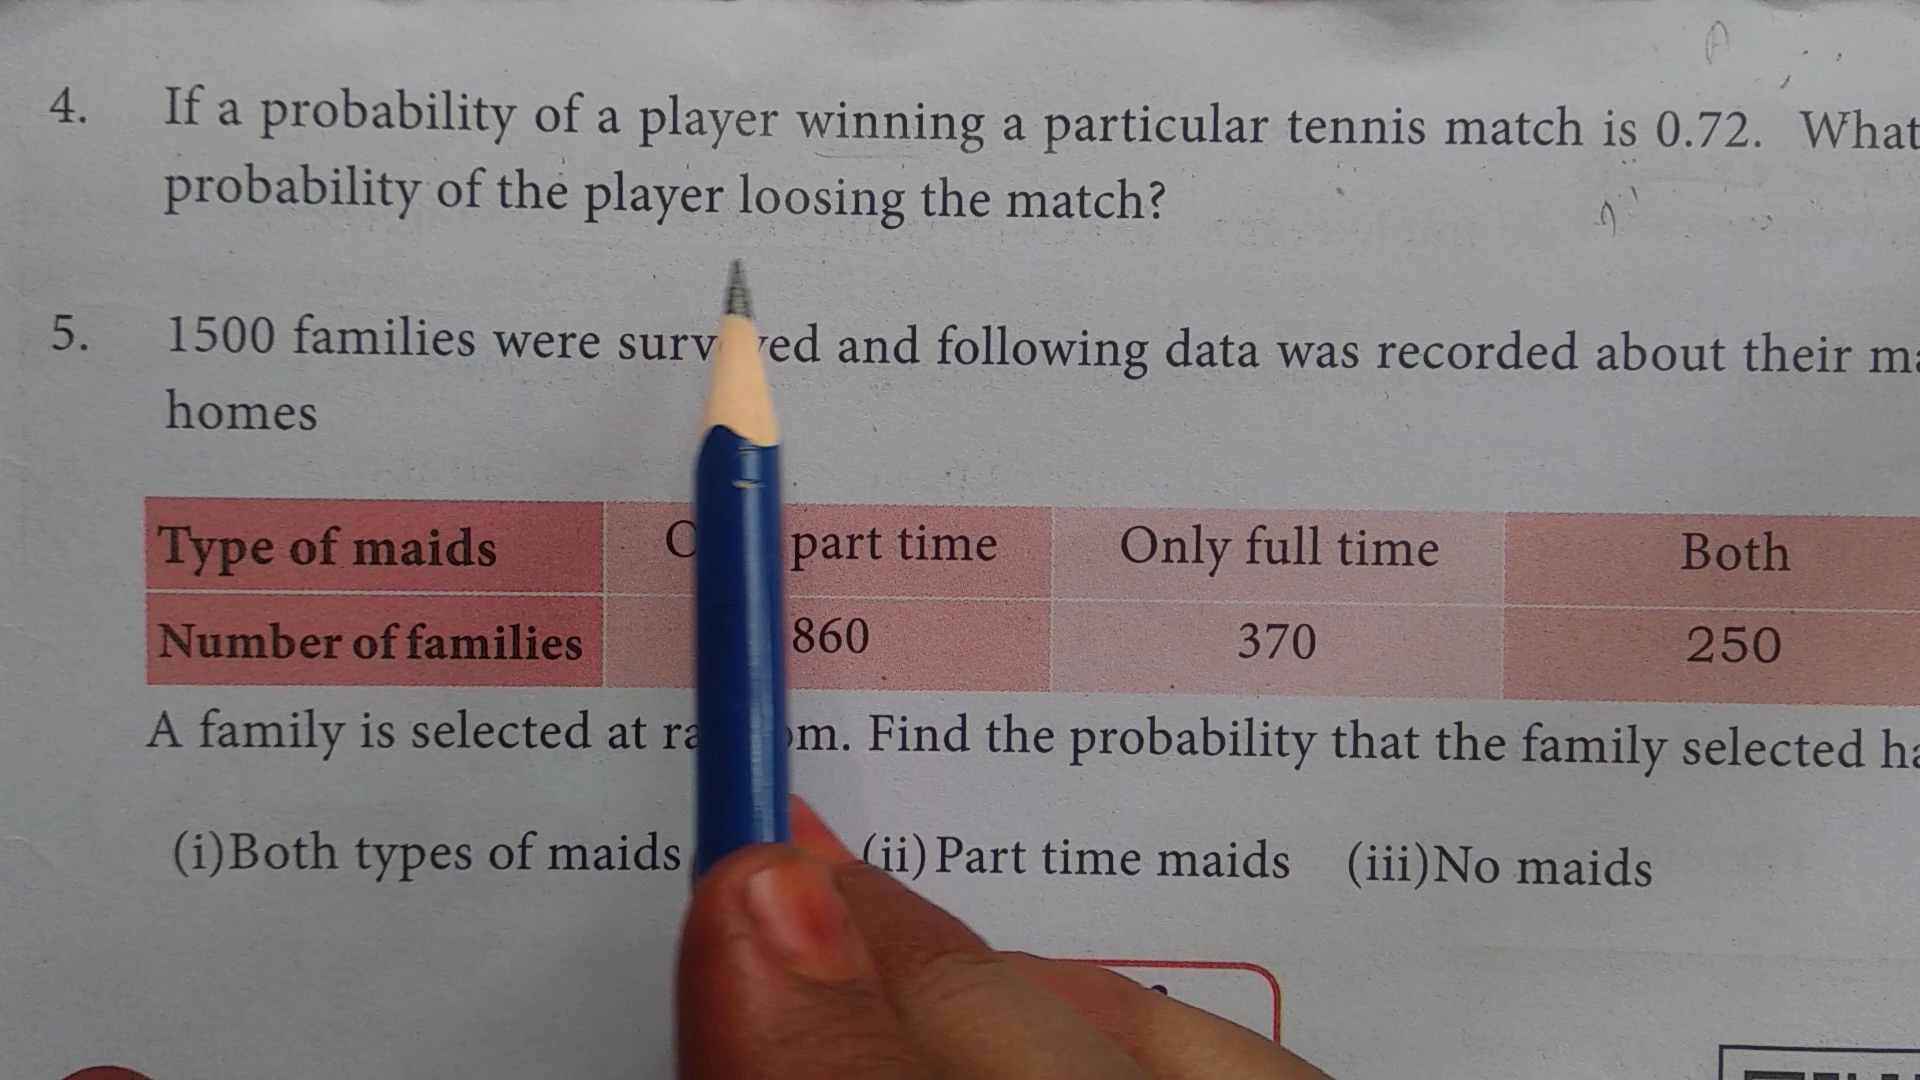 4. If a probability of a player winning a particular tennis match is 0.72. What
probability of the player loosing the match?
5. 1500 families were and following data was recorded about their
homes
Type of maids part time Only full time Both
Number of families 860 370 250
A family is selected at Find the probability that the family selected
(i)Both types of maids (ii)Part time maids (iii)No maids